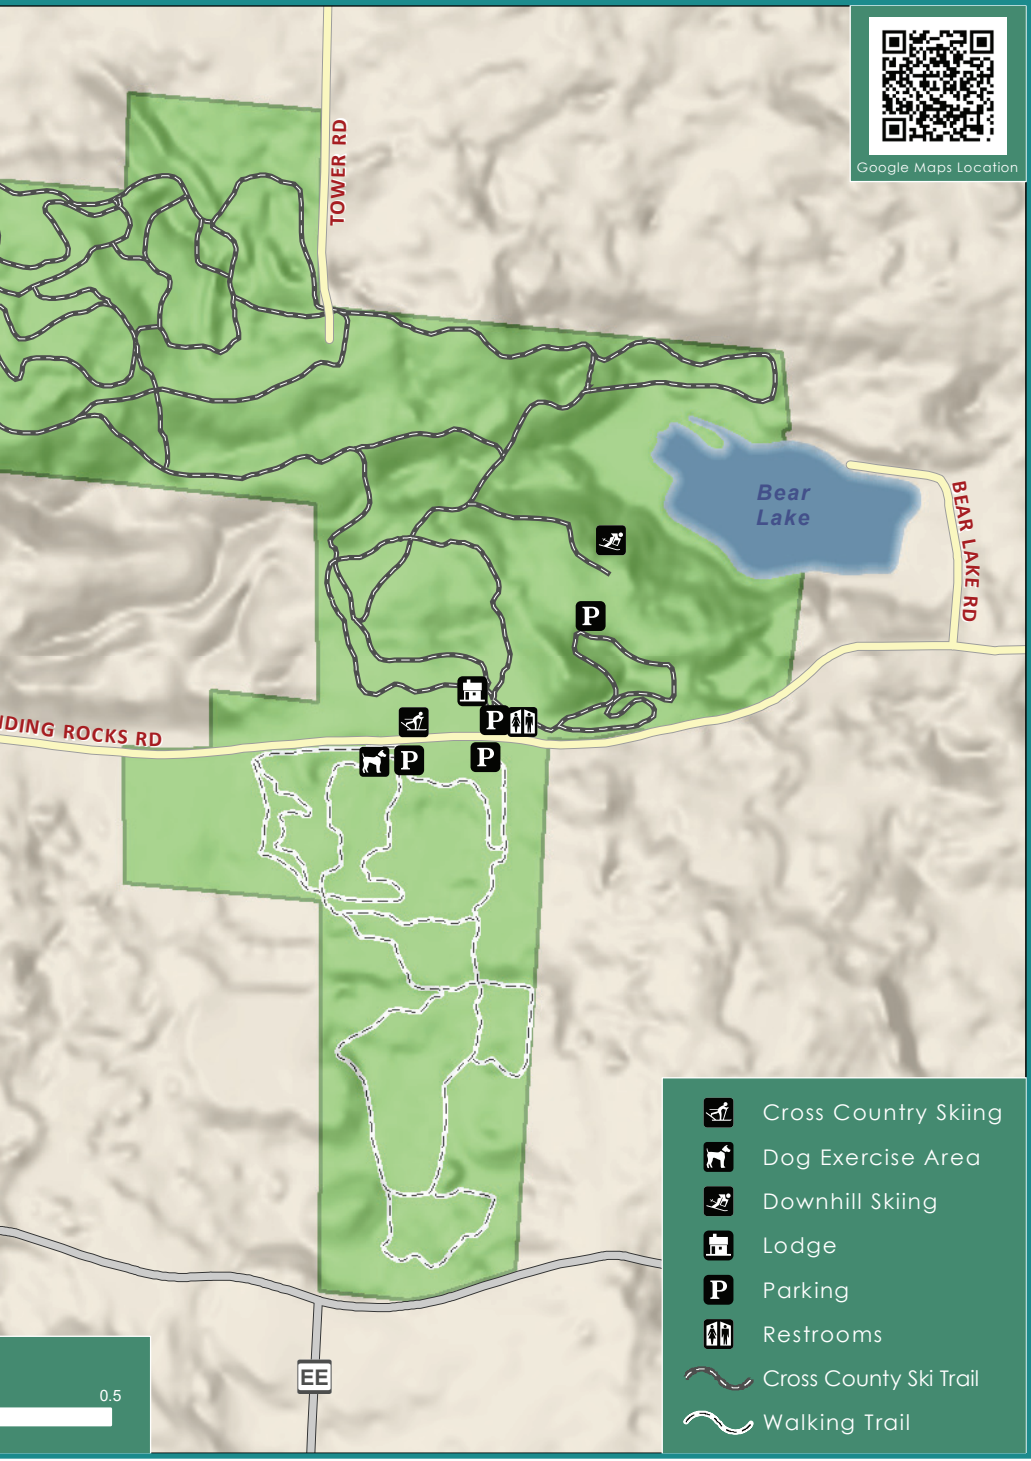 Google Maps Location
TOWER RD
Bear
Lake
BEAR LAKE RD
P
DING ROCKS RD
P
P
P
Cross Country Skiing
Dog Exercise Area
Downhill Skiing
Lodge
P Parking
Restrooms
Cross County Ski Trail
Walking Trail
EE
0.5